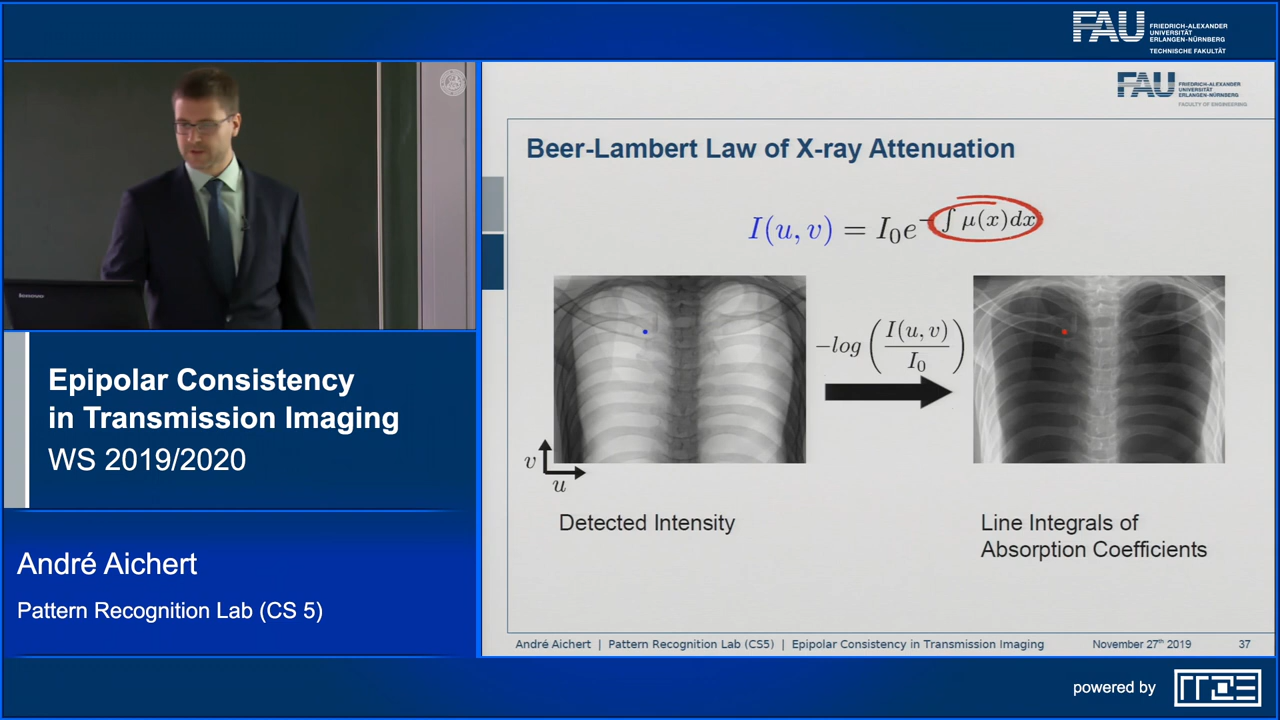 FAU FRIEDRICH-ALEXANDER
UNIVERSITÄT
ERLANGEN-NÜRNBERG
TECHNISCHE FAKULTÄT
FAU FRIEDRICH-ALEXANDER
UNIVERSITÄT
ERLANGEN-NÜRNBERG
FACULTY OF ENGINEERING
Beer-Lambert Law of X-ray Attenuation
I(u, v) = I₀e^{-∫ μ(x)dx}
-log(I(u, v)/I₀)
v
u
Detected Intensity
Line Integrals of
Absorption Coefficients
André Aichert | Pattern Recognition Lab (CS5) | Epipolar Consistency in Transmission Imaging November 27th 2019 37
Epipolar Consistency
in Transmission Imaging
WS 2019/2020
André Aichert
Pattern Recognition Lab (CS 5)
powered by